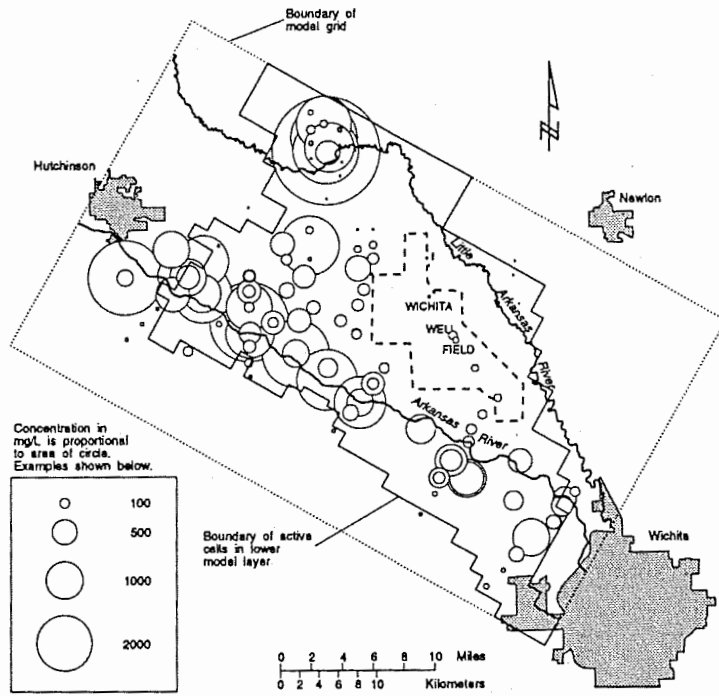 Boundary of
model grid
Hutchinson
Newton
Little
Arkansas
River
WICHITA
WELL
FIELD
Arkansas
River
Concentration in
mg/L is proportional
to area of circle.
Examples shown below.
100
500
1000
2000
Boundary of active
cells in lower
model layer
Wichita
0 2 4 6 8 10 Miles
0 2 4 6 8 10 Kilometers
N